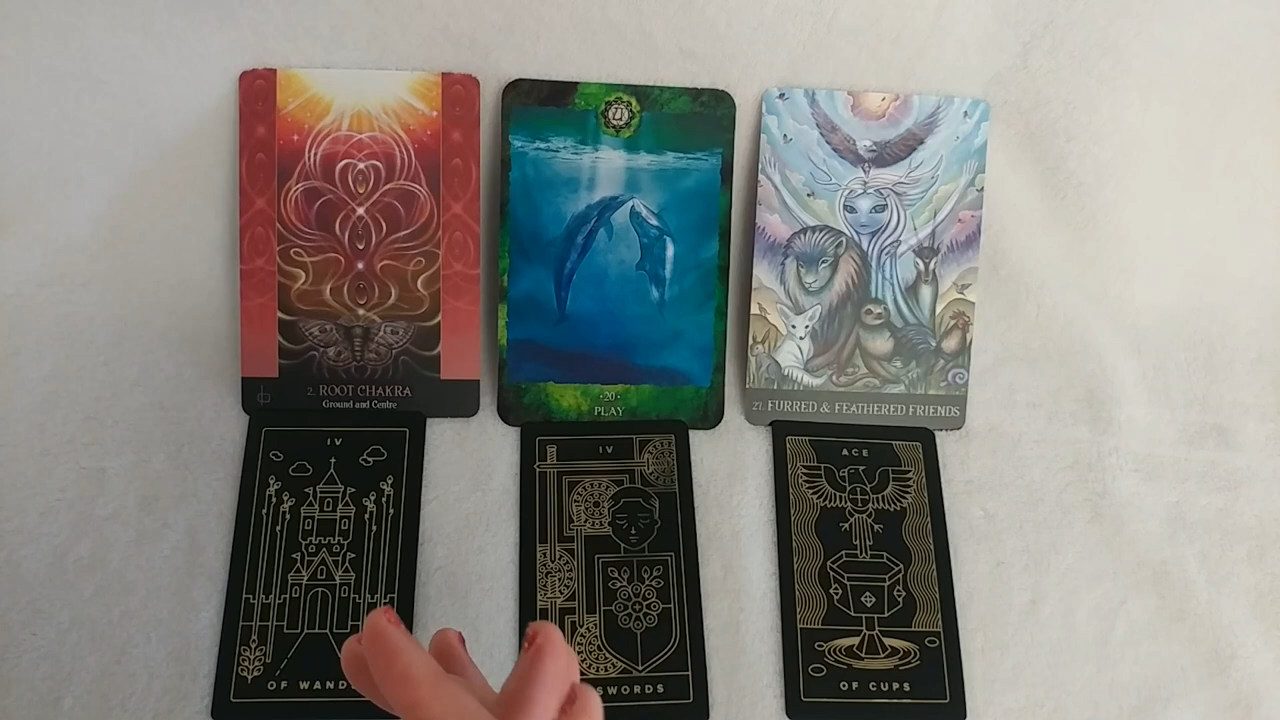 2. ROOT CHAKRA
Ground and Centre
·20·
PLAY
27. FURRED & FEATHERED FRIENDS
IV
OF WAND
IV
SWORDS
ACE
OF CUPS